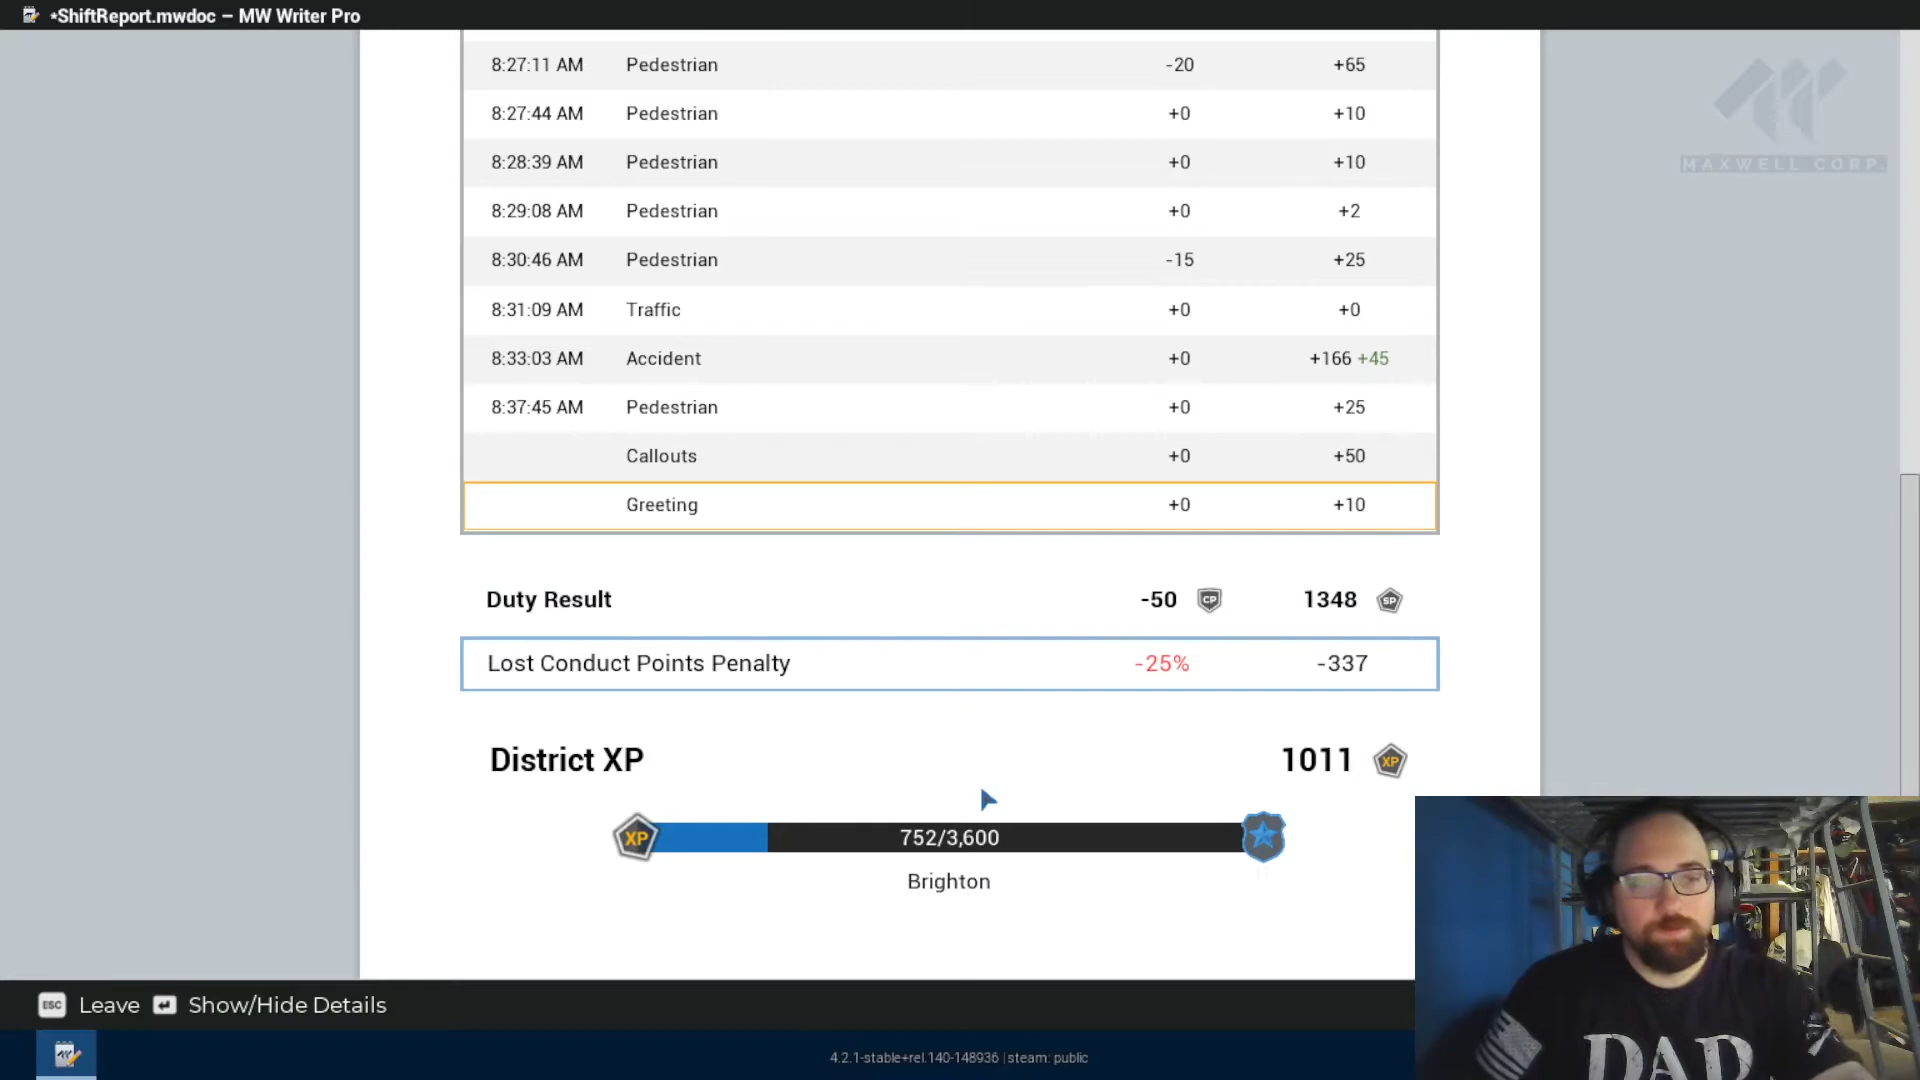 *ShiftReport.mwdoc – MW Writer Pro
8:27:11 AM Pedestrian -20 +65
8:27:44 AM Pedestrian +0 +10
8:28:39 AM Pedestrian +0 +10
8:29:08 AM Pedestrian +0 +2
8:30:46 AM Pedestrian -15 +25
8:31:09 AM Traffic +0 +0
8:33:03 AM Accident +0 +166 +45
8:37:45 AM Pedestrian +0 +25
Callouts +0 +50
Greeting +0 +10
MAXWELL CORP.
Duty Result -50 CP 1348 SP
Lost Conduct Points Penalty -25% -337
District XP 1011 XP
XP 752/3,600
Brighton
ESC Leave Show/Hide Details
4.2.1-stable+rel.140-148936 | steam: public
DAD